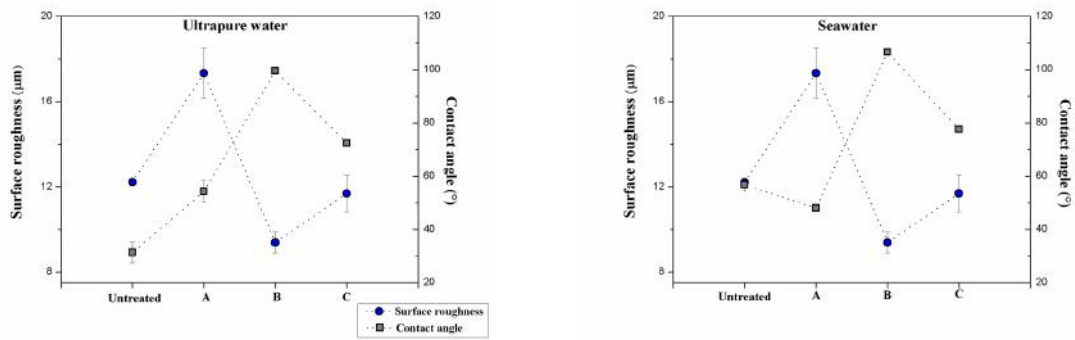 Ultrapure water
Surface roughness (μm)
20
16
12
8
Contact angle (°)
120
100
80
60
40
20
Untreated A B C
Surface roughness
Contact angle
Seawater
Surface roughness (μm)
20
16
12
8
Contact angle (°)
120
100
80
60
40
20
Untreated A B C